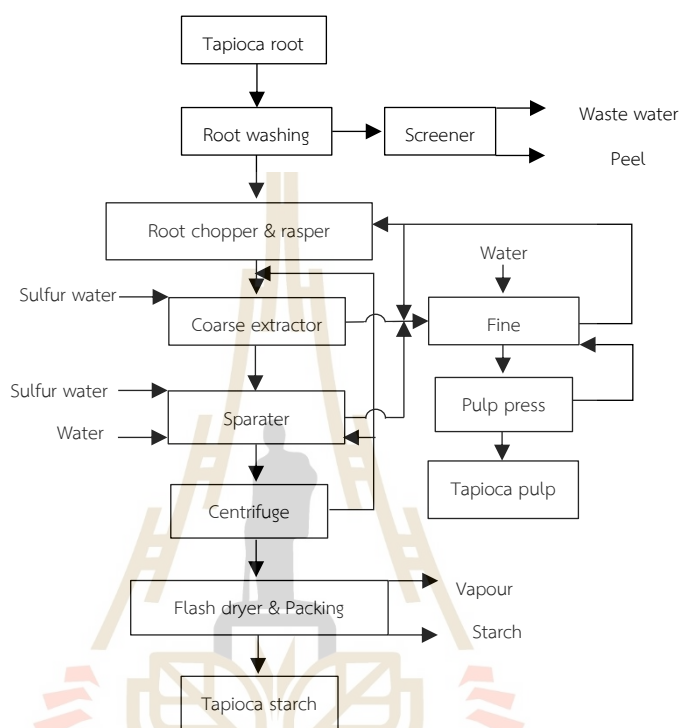 Tapioca root
Root washing
Screener
Waste water
Peel
Root chopper & rasper
Water
Sulfur water
Coarse extractor
Fine
Sulfur water
Sparater
Pulp press
Water
Centrifuge
Tapioca pulp
Flash dryer & Packing
Vapour
Starch
Tapioca starch